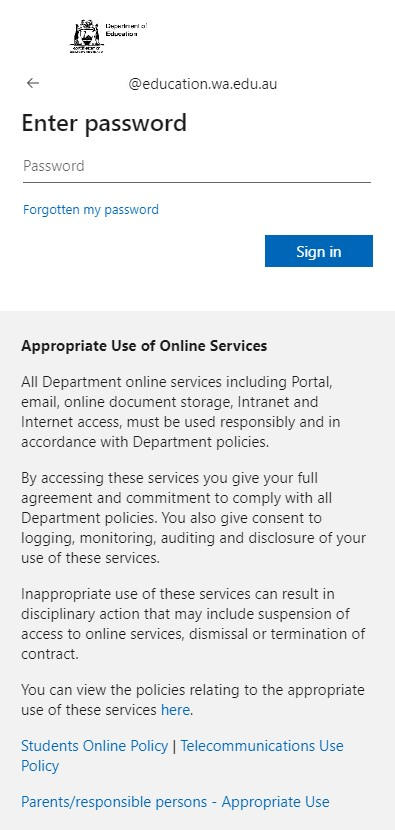 Department of
Education
@education.wa.edu.au
Enter password
Password
Forgotten my password
Sign in
Appropriate Use of Online Services
All Department online services including Portal,
email, online document storage, Intranet and
Internet access, must be used responsibly and in
accordance with Department policies.
By accessing these services you give your full
agreement and commitment to comply with all
Department policies. You also give consent to
logging, monitoring, auditing and disclosure of your
use of these services.
Inappropriate use of these services can result in
disciplinary action that may include suspension of
access to online services, dismissal or termination of
contract.
You can view the policies relating to the appropriate
use of these services here.
Students Online Policy | Telecommunications Use
Policy
Parents/responsible persons - Appropriate Use